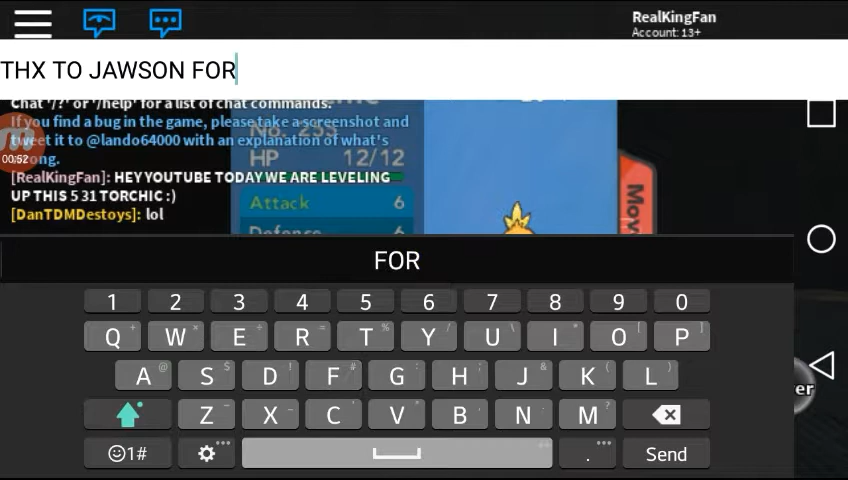 RealKingFan
Account: 13+
THX TO JAWSON FOR
Chat '/?' or '/help' for a list of chat commands.
If you find a bug in the game, please take a screenshot and
tweet it to @lando64000 with an explanation of what's
wrong.
00:52
[RealKingFan]: HEY YOUTUBE TODAY WE ARE LEVELING
UP THIS 5 31 TORCHIC :)
[DanTDMDestoys]: lol
No. 255
HP 12/12
Attack 6
Defence 6
Mov
er
FOR
1 2 3 4 5 6 7 8 9 0
Q W E R T Y U I O P
A S D F G H J K L
Z X C V B N M
1# . Send